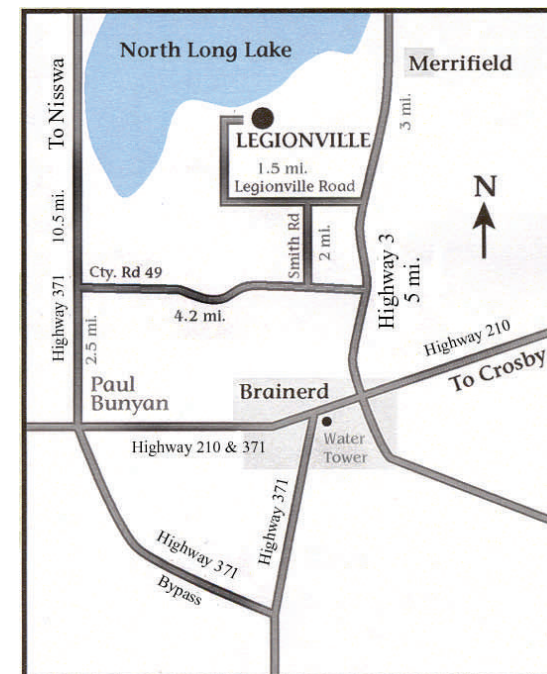 North Long Lake
Merrifield
To Nisswa
3 mi.
LEGIONVILLE
1.5 mi.
Legionville Road
N
10.5 mi.
Smith Rd
2 mi.
Cty. Rd 49
4.2 mi.
Highway 3
5 mi.
Highway 371
2.5 mi.
Highway 210
To Crosby
Paul
Bunyan
Brainerd
Highway 210 & 371
Water
Tower
Highway 371
Highway 371
Bypass